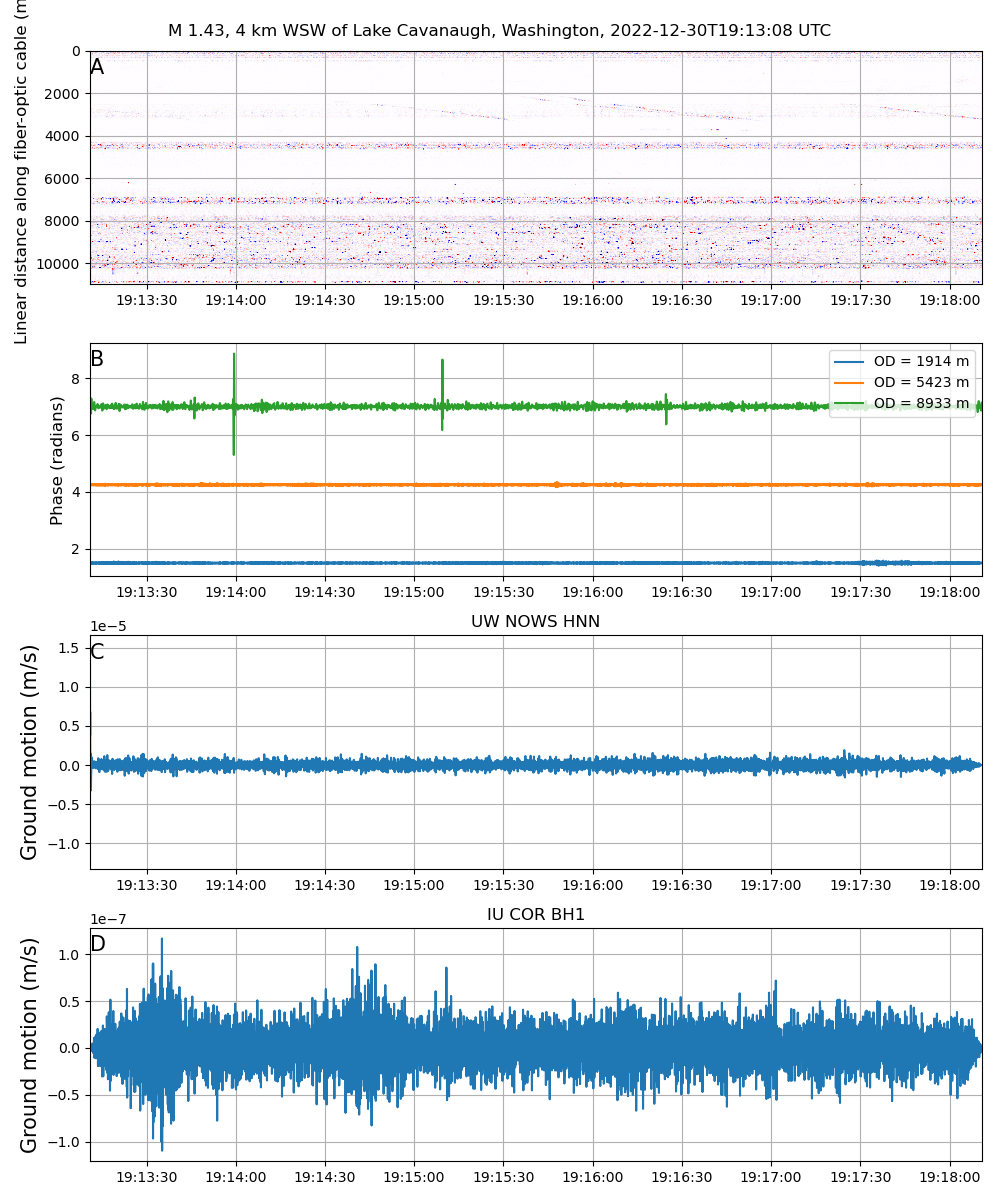 M 1.43, 4 km WSW of Lake Cavanaugh, Washington, 2022-12-30T19:13:08 UTC
Linear distance along fiber-optic cable (m
A
0
2000
4000
6000
8000
10000
19:13:30 19:14:00 19:14:30 19:15:00 19:15:30 19:16:00 19:16:30 19:17:00 19:17:30 19:18:00
Phase (radians)
B
8
6
4
2
OD = 1914 m
OD = 5423 m
OD = 8933 m
19:13:30 19:14:00 19:14:30 19:15:00 19:15:30 19:16:00 19:16:30 19:17:00 19:17:30 19:18:00
UW NOWS HNN
1e−5
Ground motion (m/s)
C
1.5
1.0
0.5
0.0
−0.5
−1.0
19:13:30 19:14:00 19:14:30 19:15:00 19:15:30 19:16:00 19:16:30 19:17:00 19:17:30 19:18:00
IU COR BH1
1e−7
Ground motion (m/s)
D
1.0
0.5
0.0
−0.5
−1.0
19:13:30 19:14:00 19:14:30 19:15:00 19:15:30 19:16:00 19:16:30 19:17:00 19:17:30 19:18:00